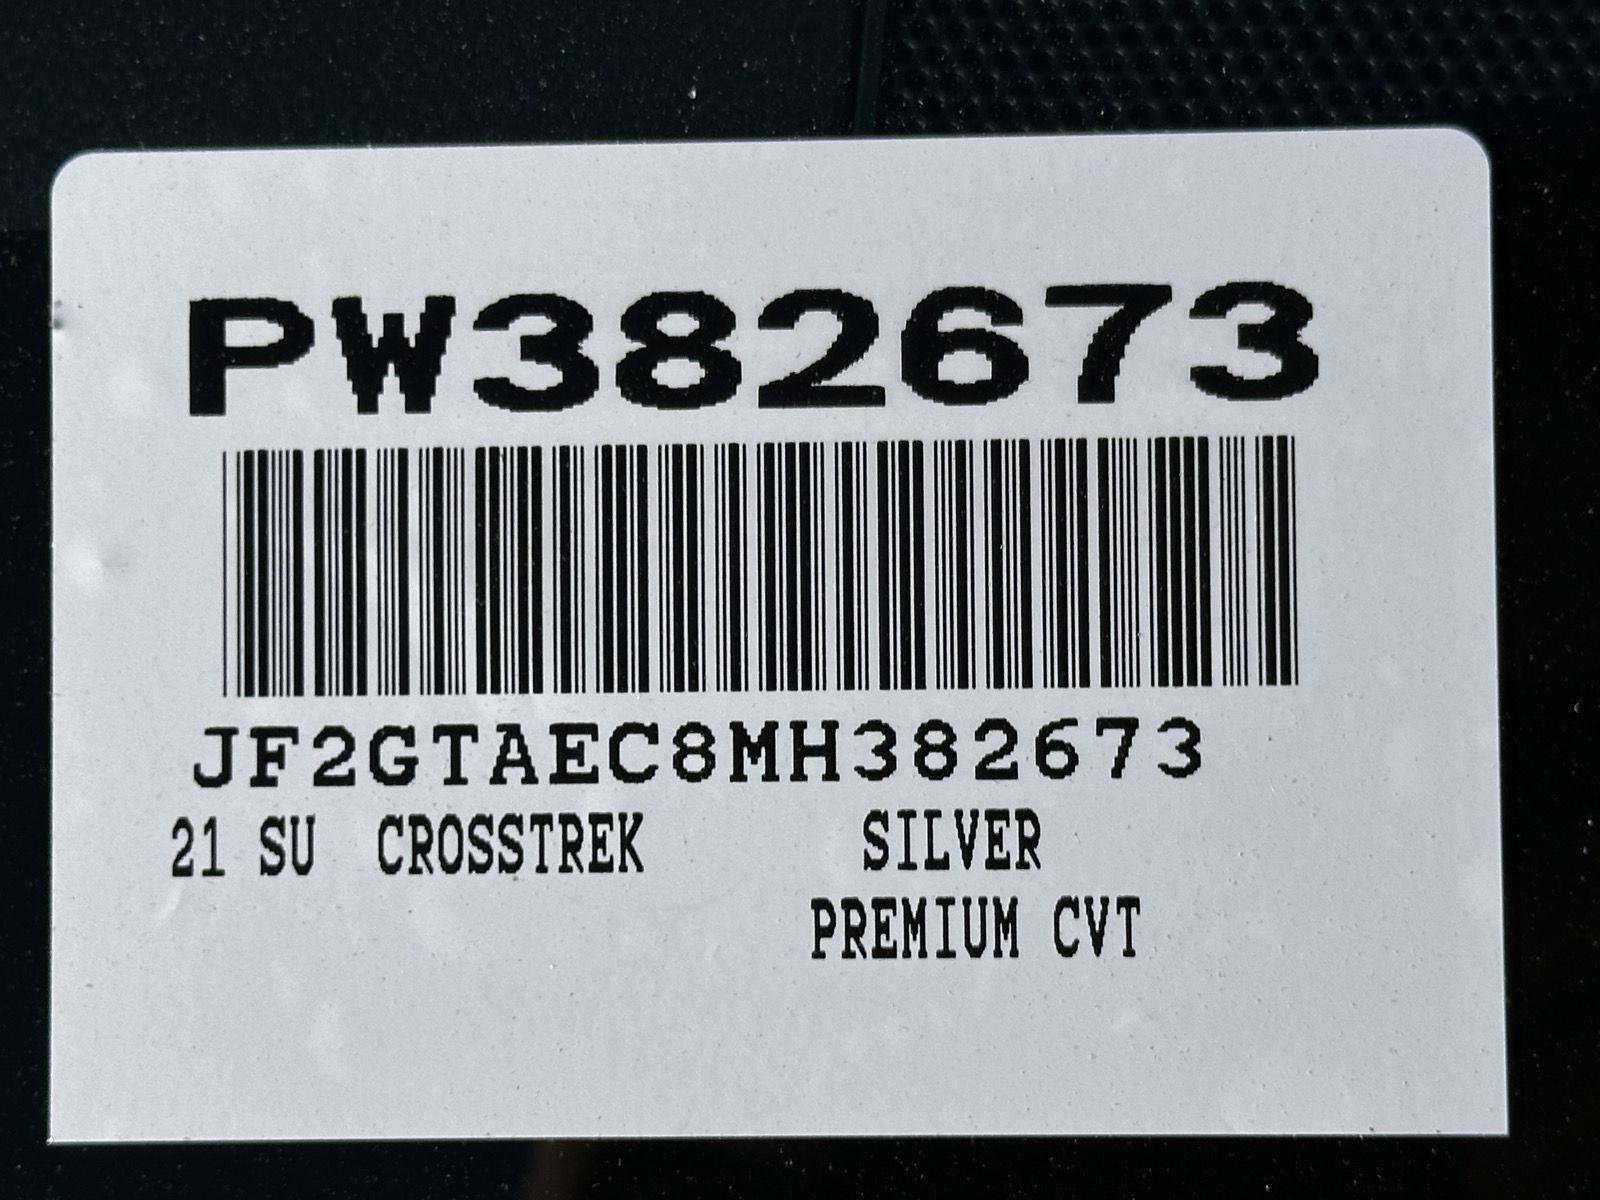 PW382673
JF2GTAEC8MH382673
21 SU CROSSTREK SILVER
PREMIUM CVT